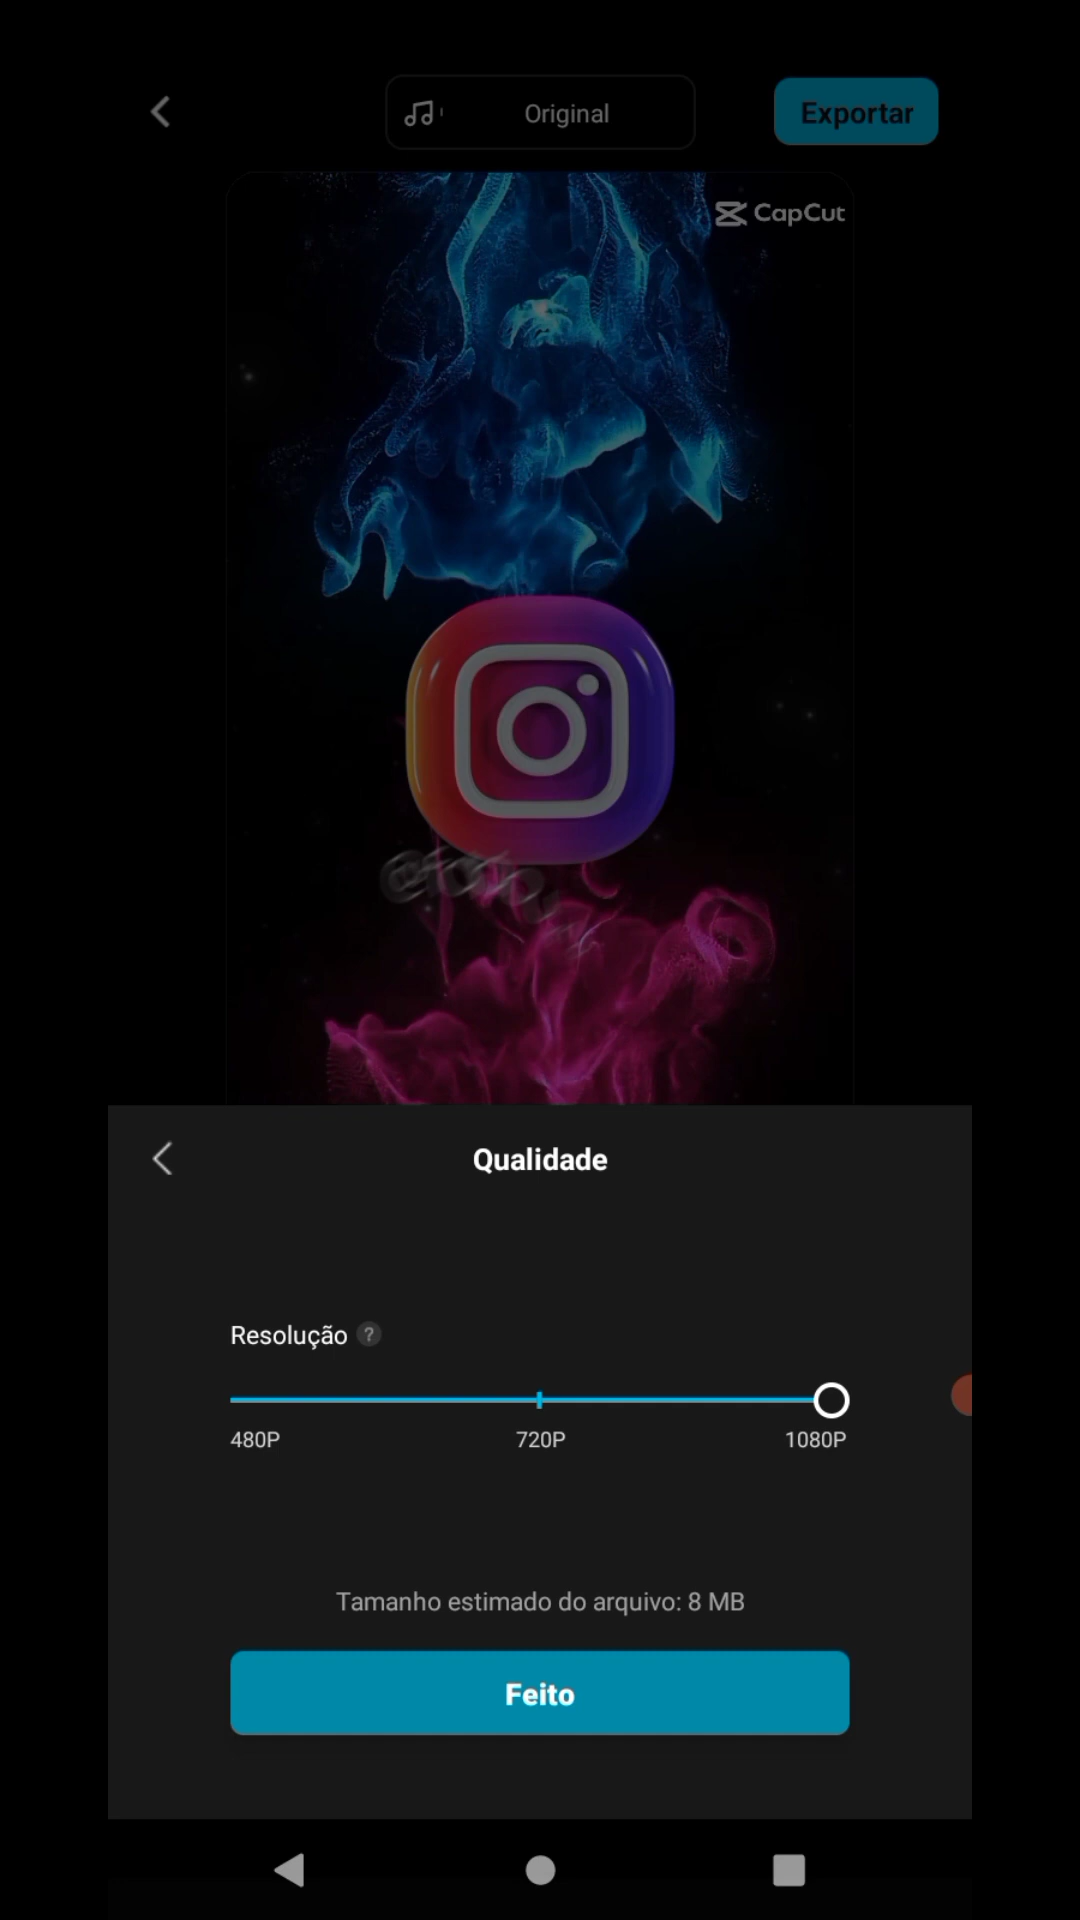 Original
Exportar
CapCut
Qualidade
Resolução ?
480P 720P 1080P
Tamanho estimado do arquivo: 8 MB
Feito